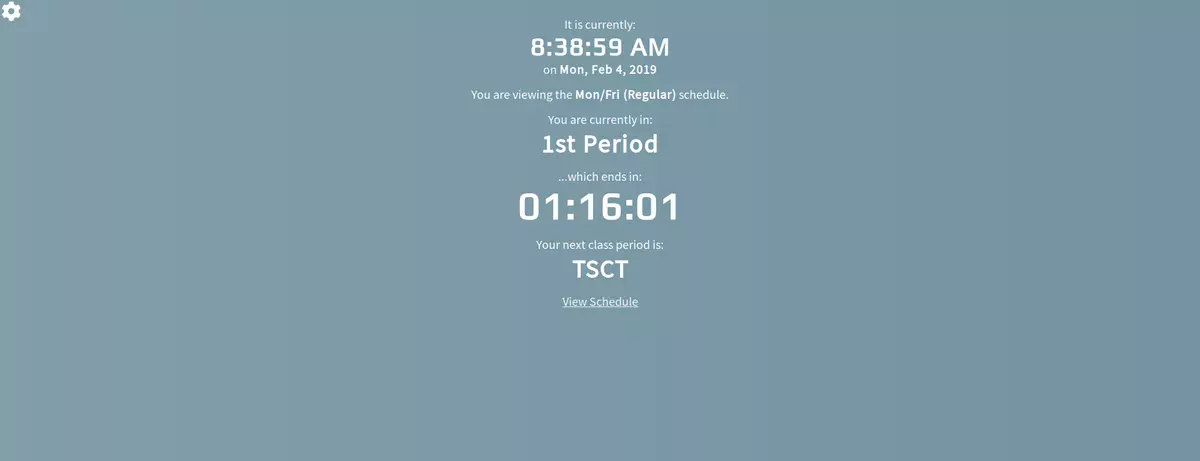 It is currently:
8:38:59 AM
on Mon, Feb 4, 2019
You are viewing the Mon/Fri (Regular) schedule.
You are currently in:
1st Period
...which ends in:
01:16:01
Your next class period is:
TSCT
View Schedule